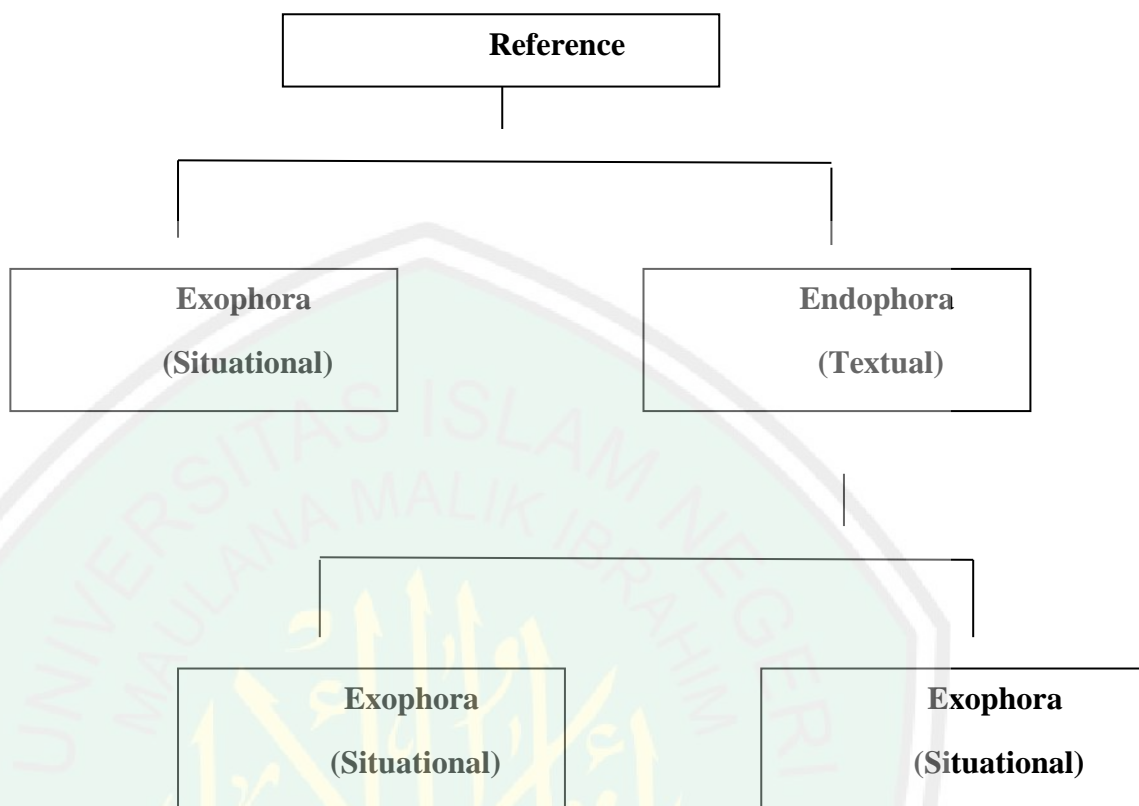 Reference
Exophora
(Situational)
Endophora
(Textual)
Exophora
(Situational)
Exophora
(Situational)
UNIVERSITAS ISLAM NEGERI
MAULANA MALIK IBRAHIM